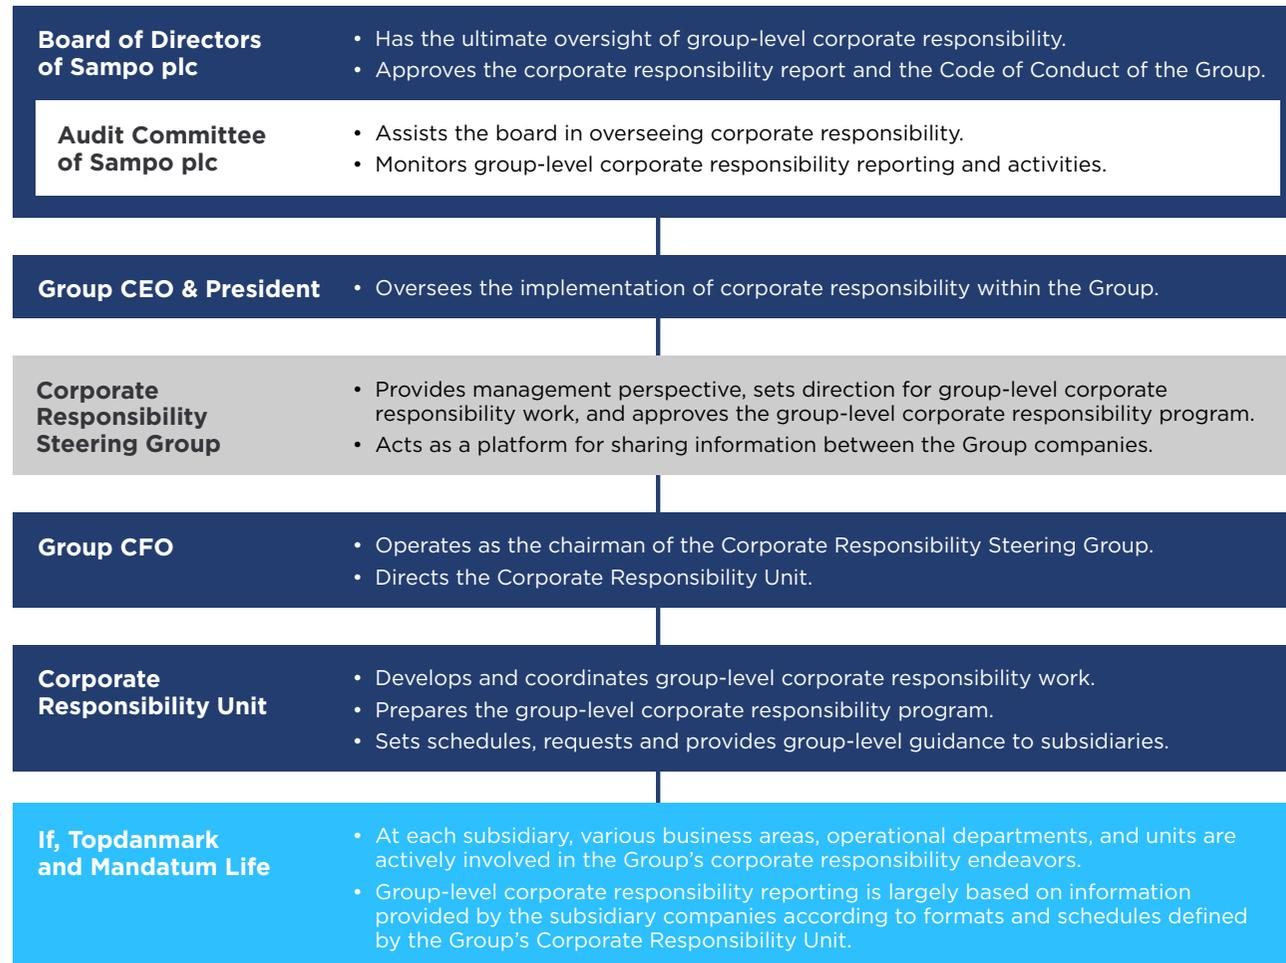 Board of Directors
of Sampo plc
• Has the ultimate oversight of group-level corporate responsibility.
• Approves the corporate responsibility report and the Code of Conduct of the Group.
Audit Committee
of Sampo plc
• Assists the board in overseeing corporate responsibility.
• Monitors group-level corporate responsibility reporting and activities.
Group CEO & President
• Oversees the implementation of corporate responsibility within the Group.
Corporate
Responsibility
Steering Group
• Provides management perspective, sets direction for group-level corporate
responsibility work, and approves the group-level corporate responsibility program.
• Acts as a platform for sharing information between the Group companies.
Group CFO
• Operates as the chairman of the Corporate Responsibility Steering Group.
• Directs the Corporate Responsibility Unit.
Corporate
Responsibility Unit
• Develops and coordinates group-level corporate responsibility work.
• Prepares the group-level corporate responsibility program.
• Sets schedules, requests and provides group-level guidance to subsidiaries.
If, Topdanmark
and Mandatum Life
• At each subsidiary, various business areas, operational departments, and units are
actively involved in the Group’s corporate responsibility endeavors.
• Group-level corporate responsibility reporting is largely based on information
provided by the subsidiary companies according to formats and schedules defined
by the Group’s Corporate Responsibility Unit.